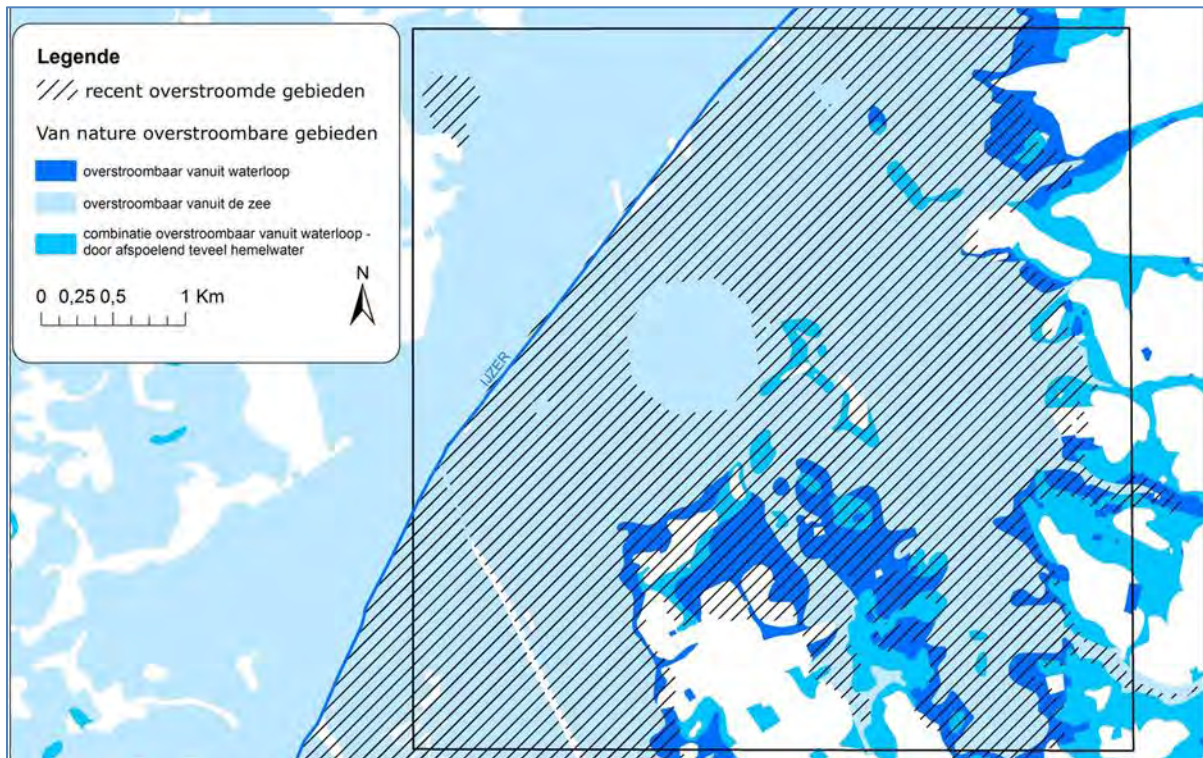 Legende
recent overstroomde gebieden
Van nature overstroombare gebieden
overstroombaar vanuit waterloop
overstroombaar vanuit de zee
combinatie overstroombaar vanuit waterloop -
door afspoelend teveel hemelwater
N
0 0,25 0,5 1 Km
IJZER